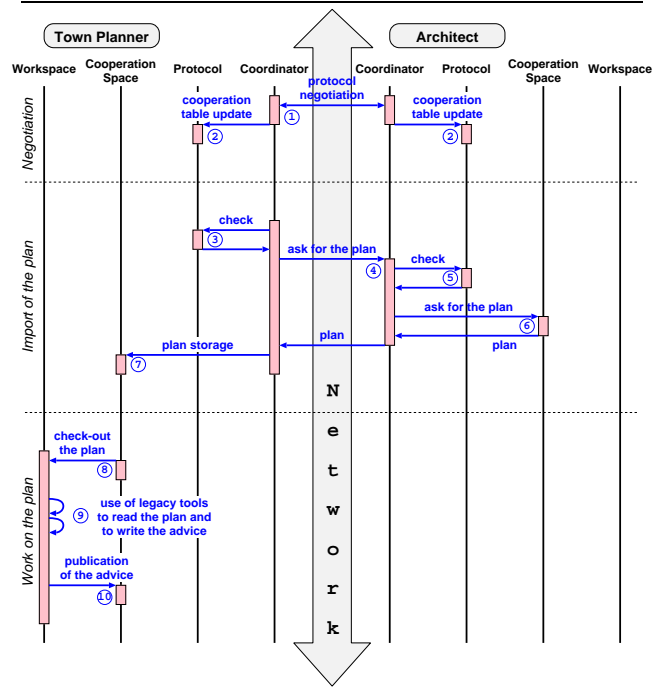 Town Planner
Architect
Workspace
Cooperation
Space
Protocol
Coordinator
Coordinator
Protocol
Cooperation
Space
Workspace
Negotiation
protocol
negotiation
1
cooperation
table update
2
cooperation
table update
2
Import of the plan
check
3
ask for the plan
4
check
5
ask for the plan
6
plan
plan
plan storage
7
Network
Work on the plan
check-out
the plan
8
9
use of legacy tools
to read the plan and
to write the advice
publication
of the advice
10